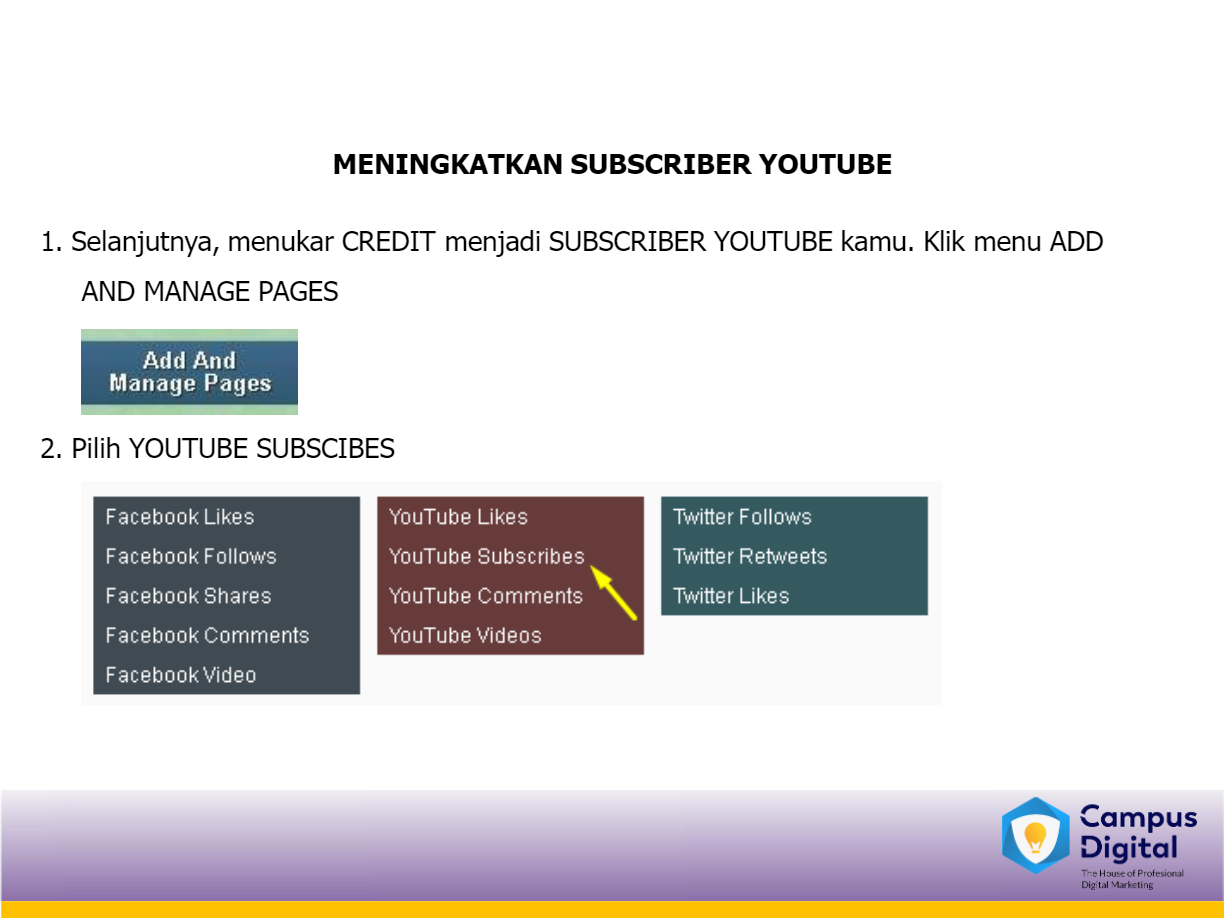 MENINGKATKAN SUBSCRIBER YOUTUBE
1. Selanjutnya, menukar CREDIT menjadi SUBSCRIBER YOUTUBE kamu. Klik menu ADD
AND MANAGE PAGES
Add And
Manage Pages
2. Pilih YOUTUBE SUBSCIBES
Facebook Likes
Facebook Follows
Facebook Shares
Facebook Comments
Facebook Video
YouTube Likes
YouTube Subscribes
YouTube Comments
YouTube Videos
Twitter Follows
Twitter Retweets
Twitter Likes
Campus
Digital
The House of Profesional
Digital Marketing